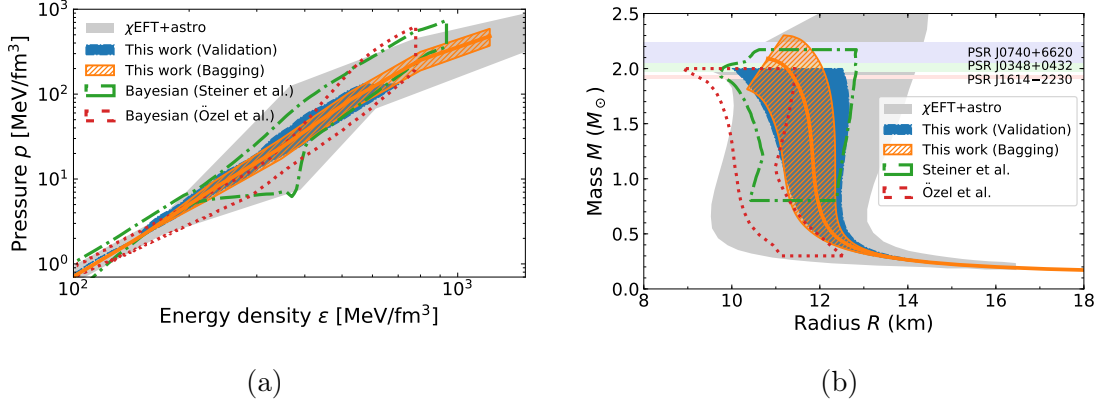 10³
10²
10¹
10⁰
10²
10³
Pressure p [MeV/fm³]
Energy density ε [MeV/fm³]
χEFT+astro
This work (Validation)
This work (Bagging)
Bayesian (Steiner et al.)
Bayesian (Özel et al.)
(a)
2.5
2.0
1.5
1.0
0.5
0.0
8 10 12 14 16 18
Mass M (M⊙)
Radius R (km)
PSR J0740+6620
PSR J0348+0432
PSR J1614−2230
χEFT+astro
This work (Validation)
This work (Bagging)
Steiner et al.
Özel et al.
(b)